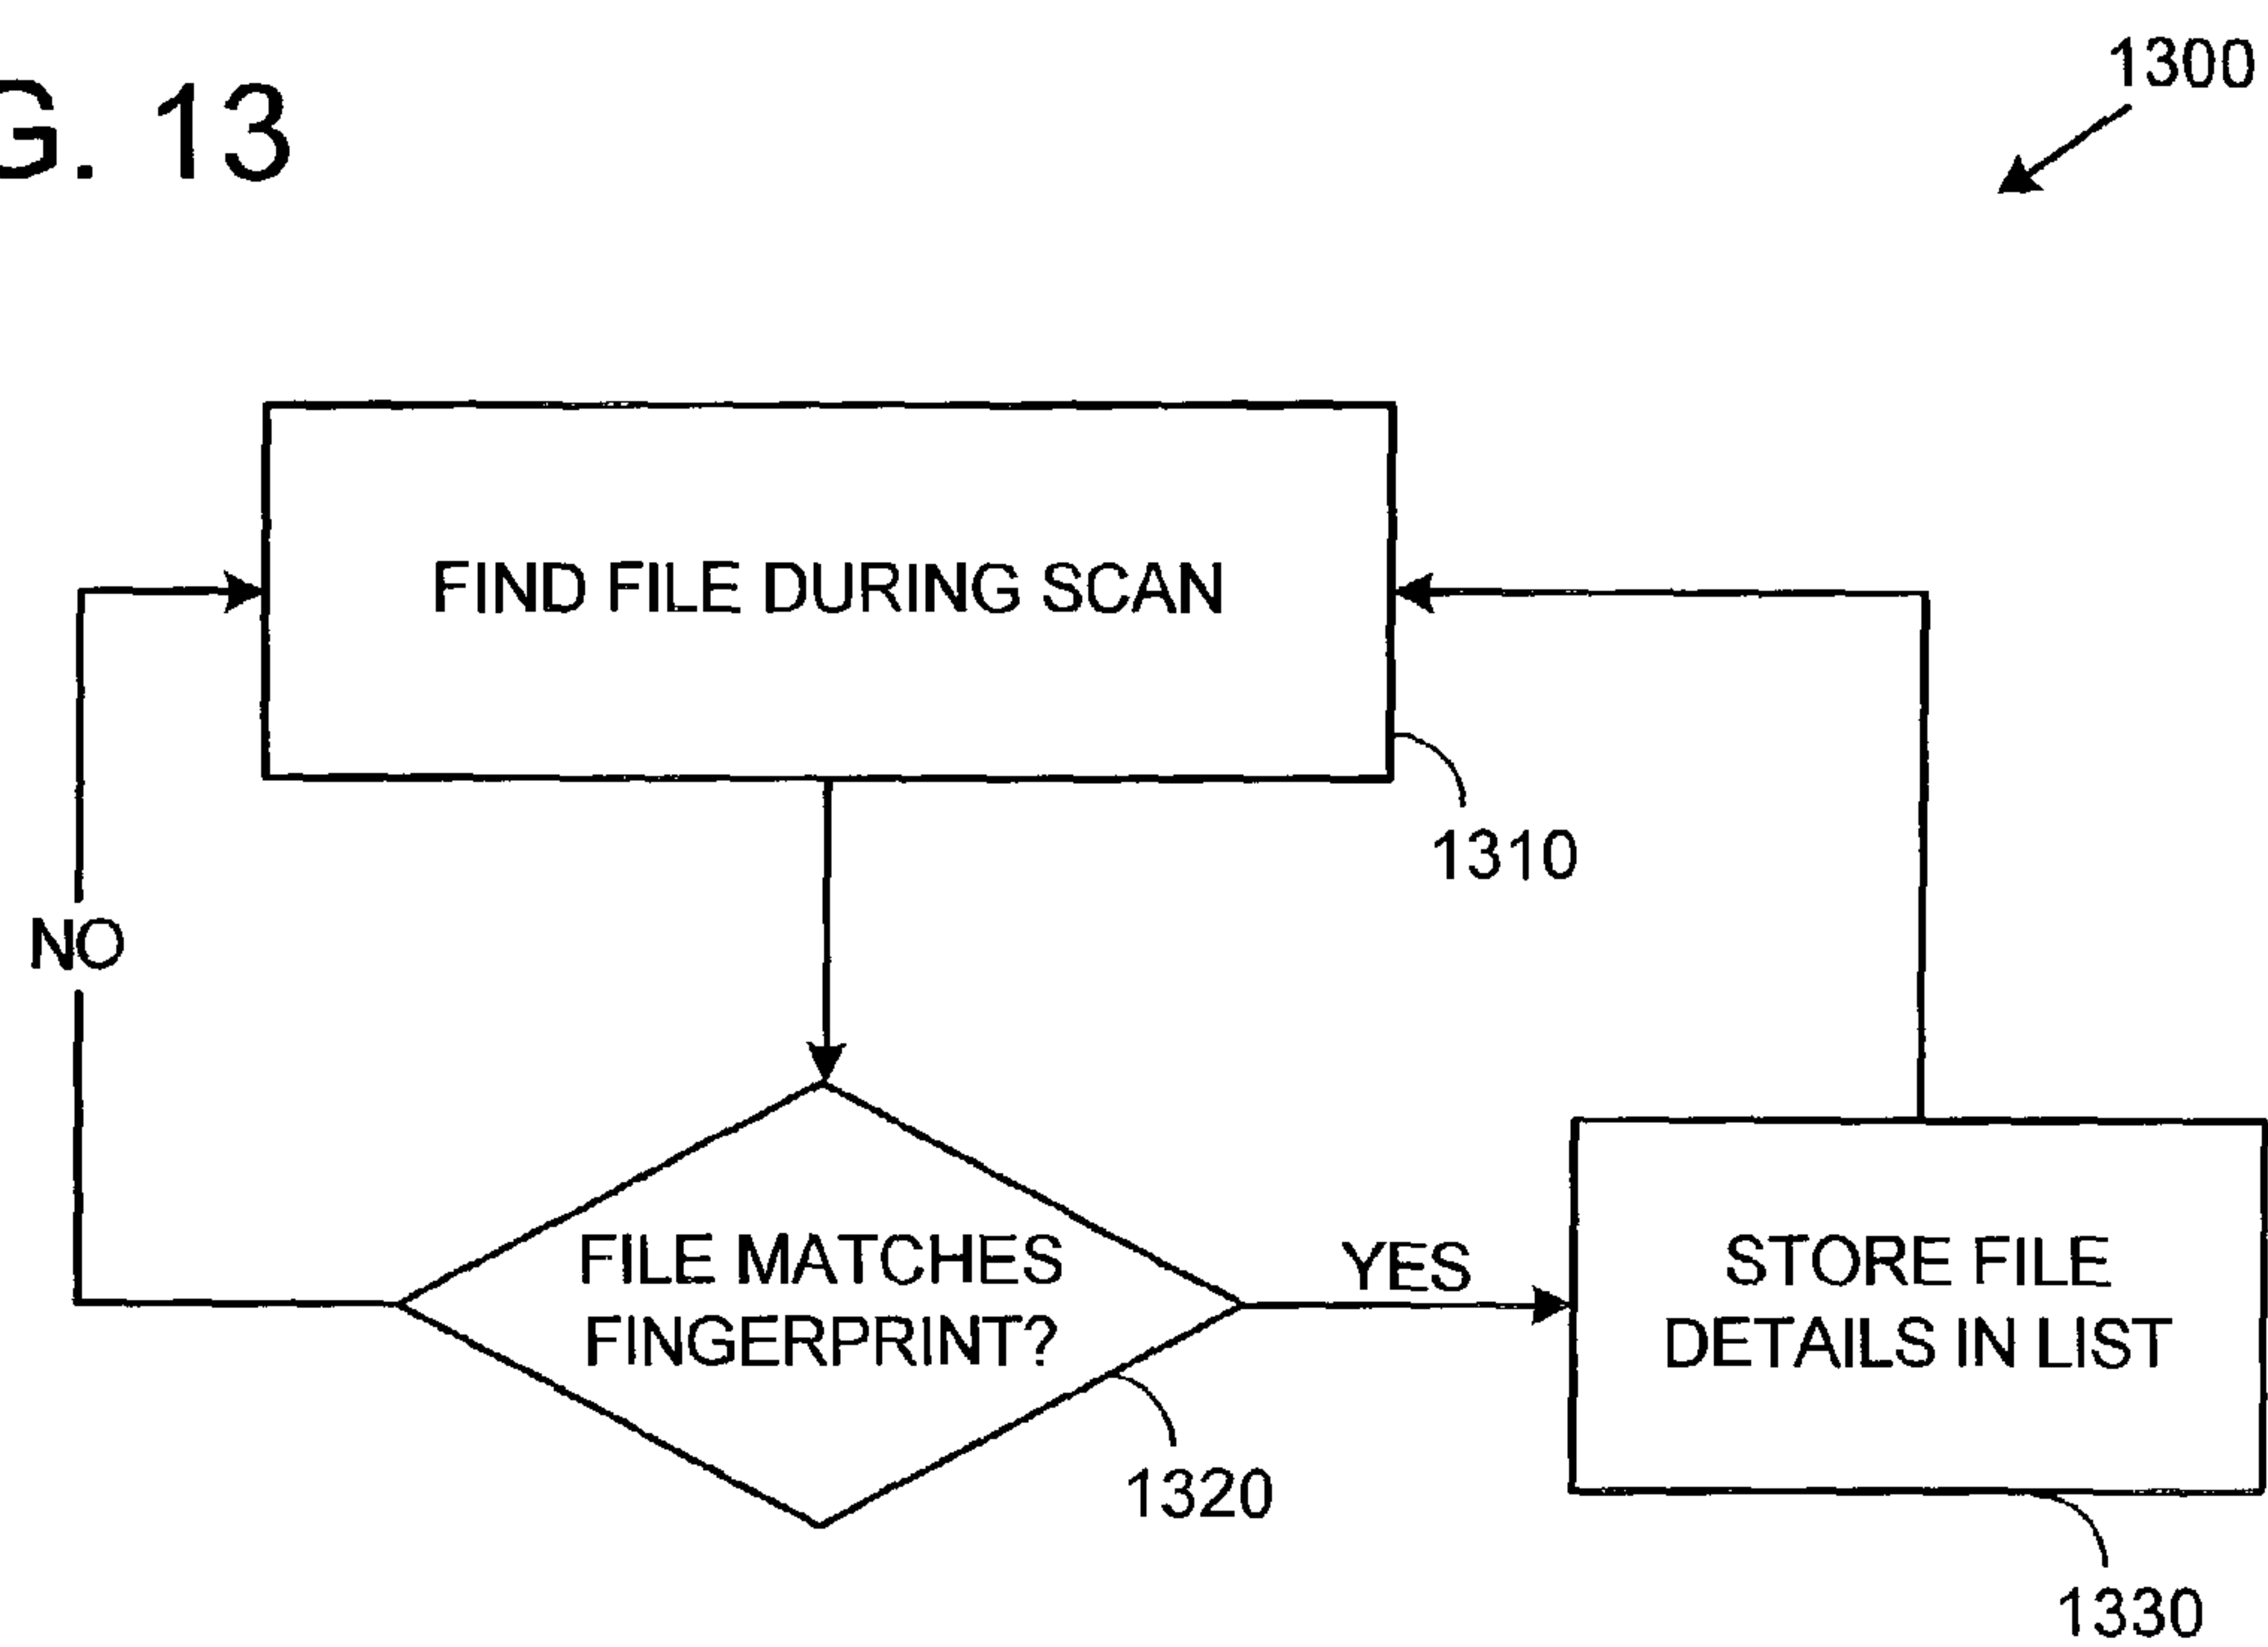 G. 13
1300
FIND FILE DURING SCAN
1310
NO
FILE MATCHES
FINGERPRINT?
1320
YES
STORE FILE
DETAILS IN LIST
1330